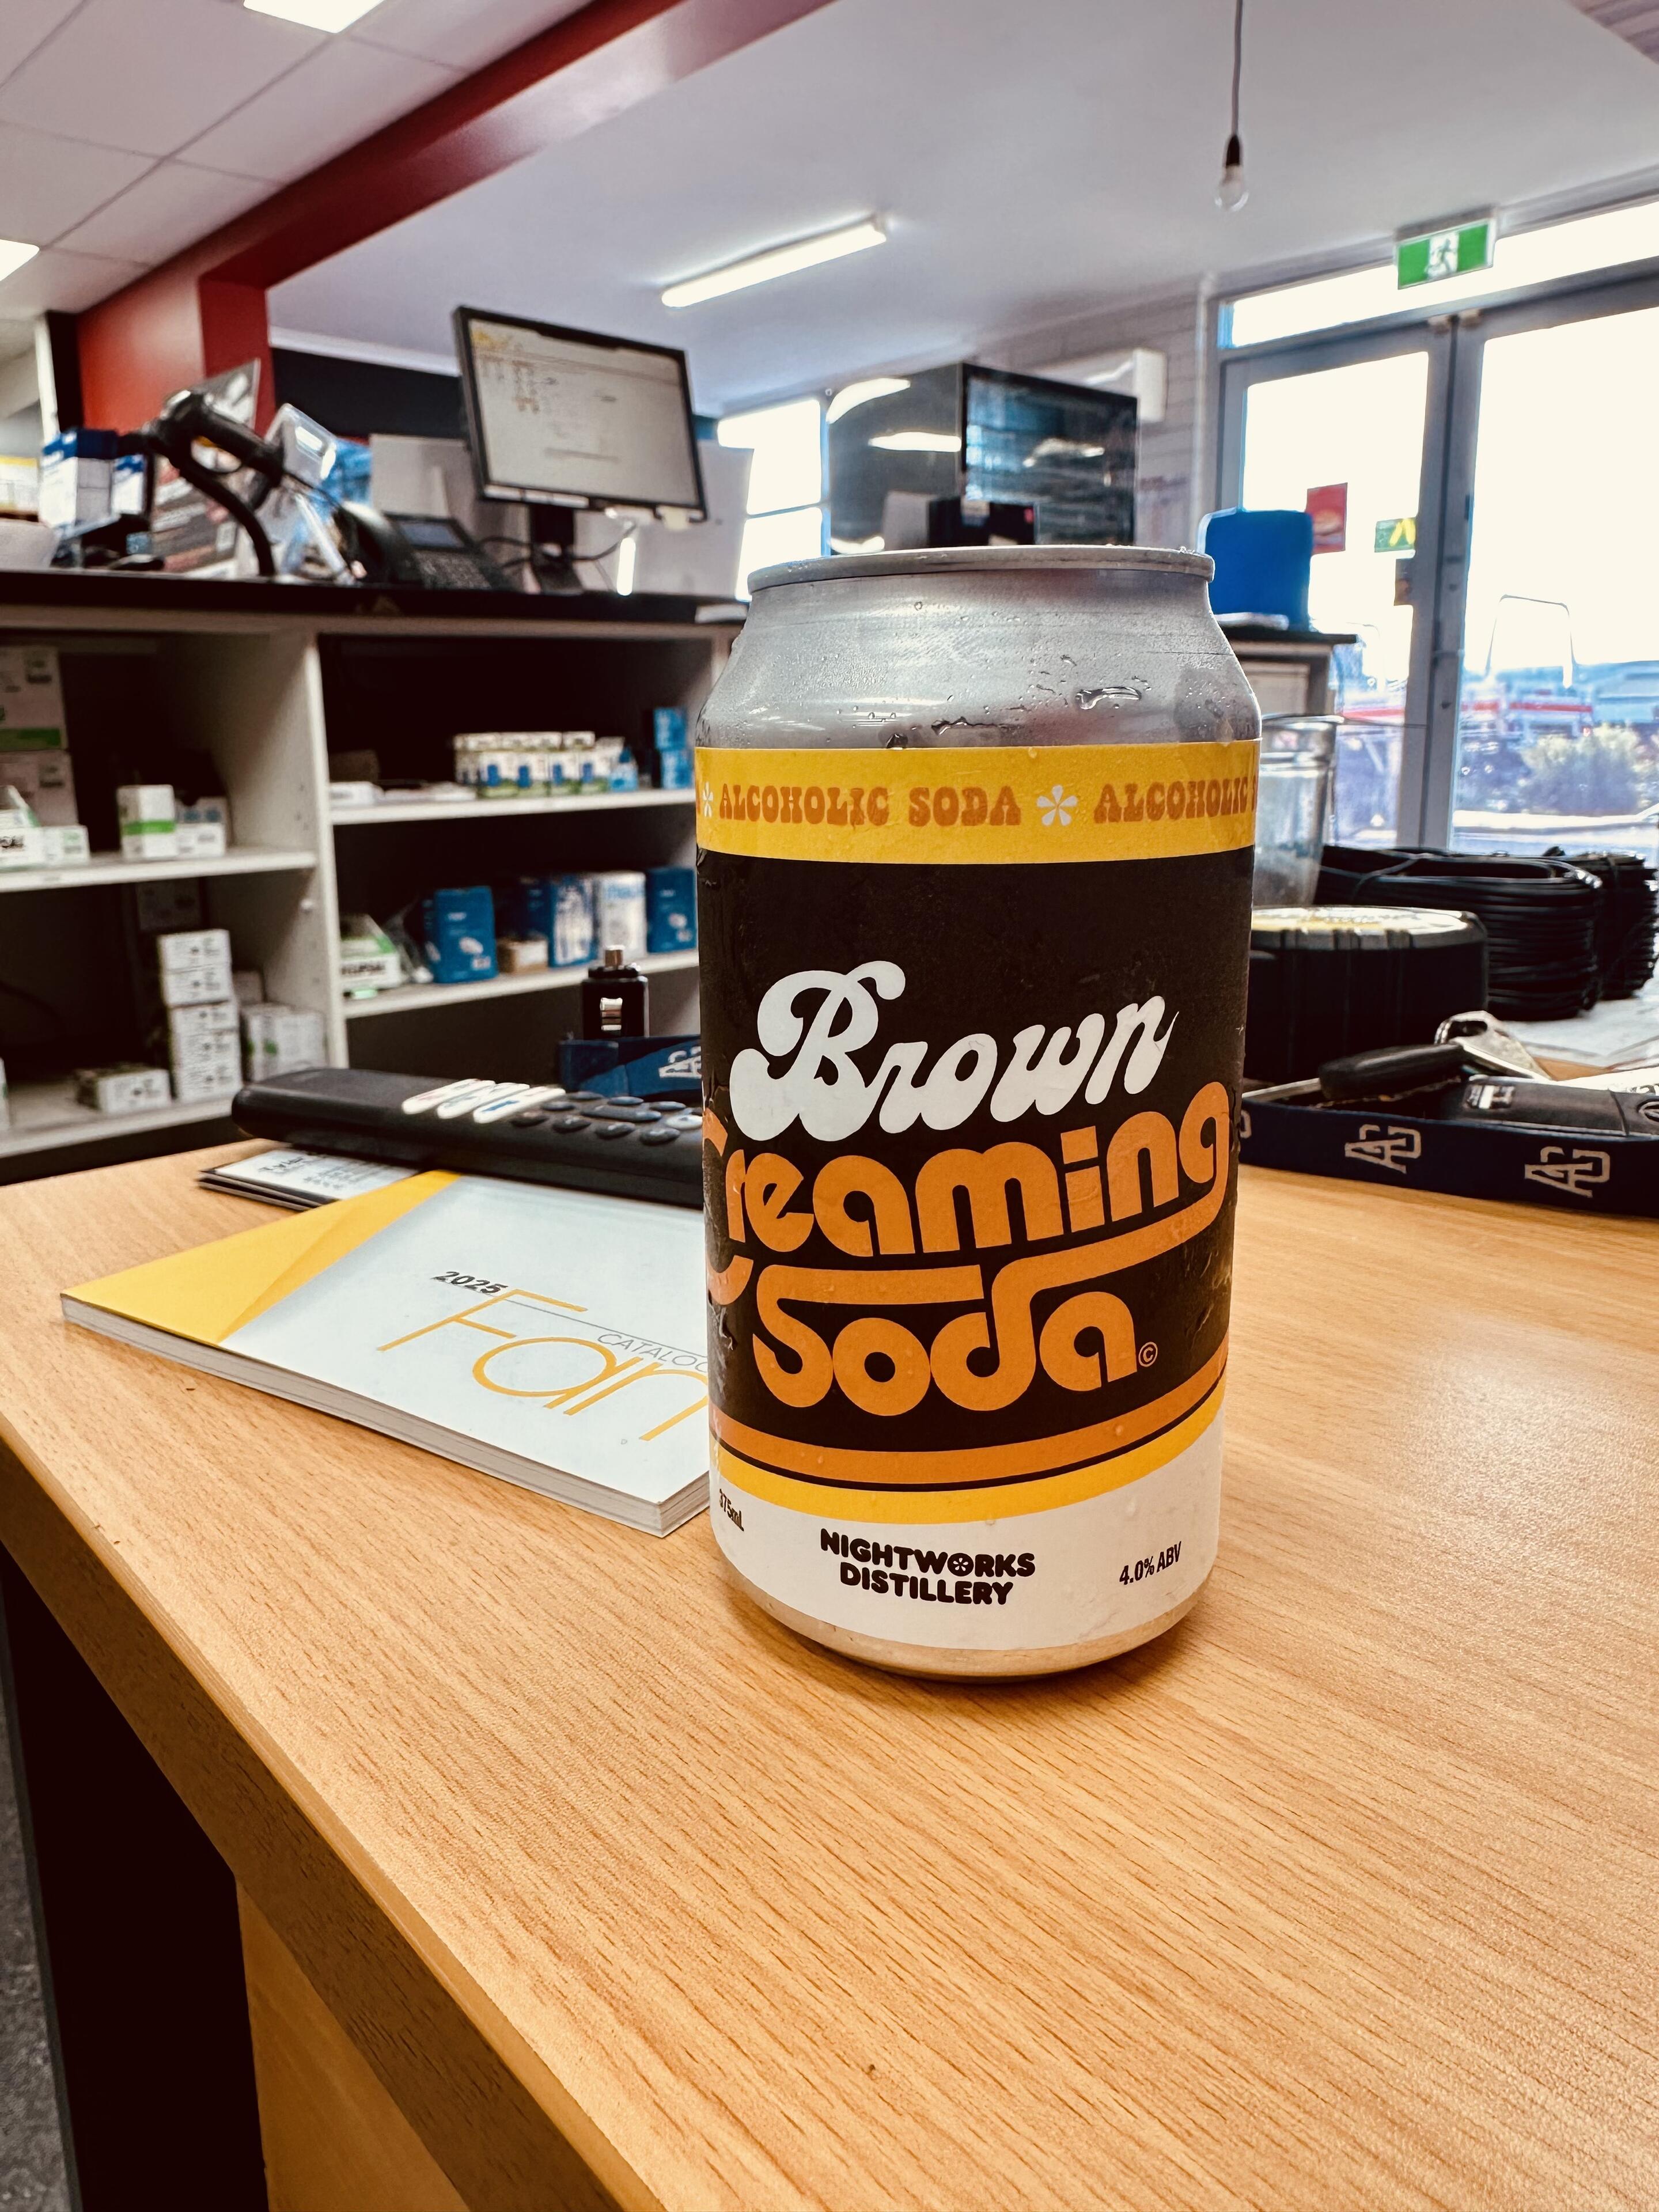 ALCOHOLIC SODA ALCOHOLIC
Brown
Creaming
Soda
©
375mL
NIGHTWORKS
DISTILLERY
4.0% ABV
2025
CATALOG
Fan